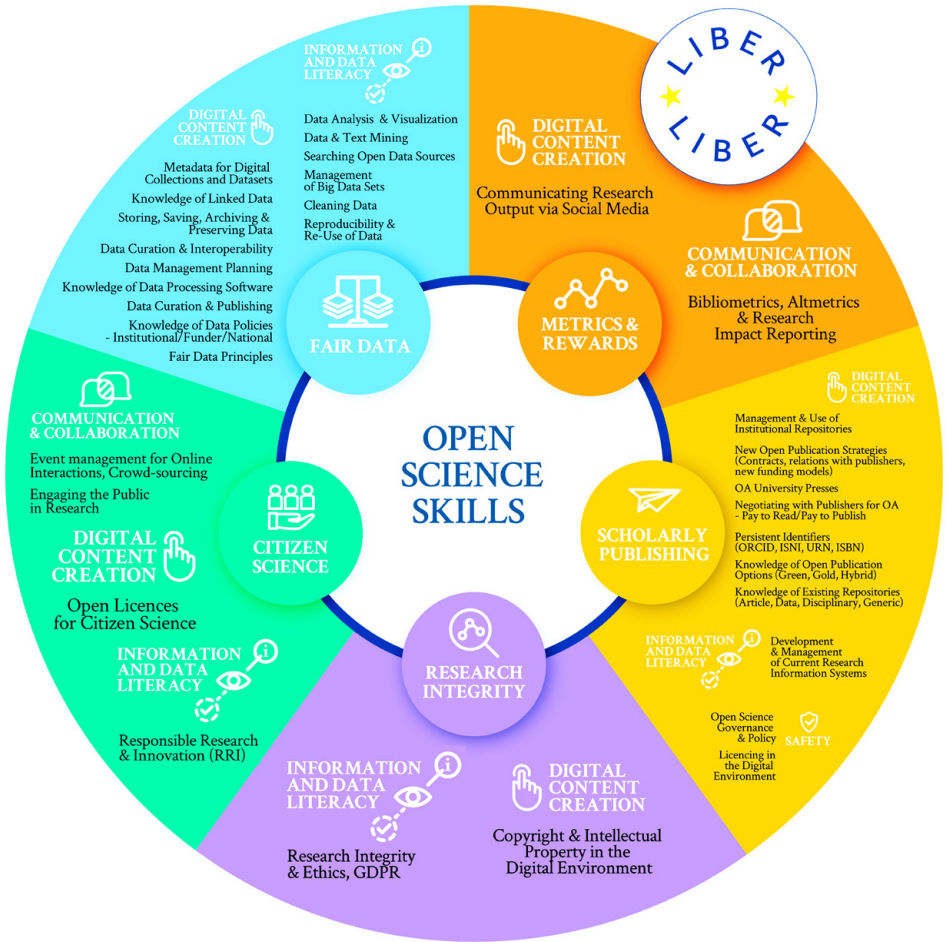 LIBER
LIBER
INFORMATION
AND DATA
LITERACY
Data Analysis & Visualization
Data & Text Mining
Searching Open Data Sources
Management
of Big Data Sets
Cleaning Data
Reproducibility &
Re-Use of Data
DIGITAL
CONTENT
CREATION
Metadata for Digital
Collections and Datasets
Knowledge of Linked Data
Storing, Saving, Archiving &
Preserving Data
Data Curation & Interoperability
Data Management Planning
Knowledge of Data Processing Software
Data Curation & Publishing
Knowledge of Data Policies
- Institutional/Funder/National
Fair Data Principles
FAIR DATA
DIGITAL
CONTENT
CREATION
Communicating Research
Output via Social Media
COMMUNICATION
& COLLABORATION
Bibliometrics, Altmetrics
& Research
Impact Reporting
METRICS &
REWARDS
DIGITAL
CONTENT
CREATION
Management & Use of
Institutional Repositories
New Open Publication Strategies
(Contracts, relations with publishers,
new funding models)
OA University Presses
Negotiating with Publishers for OA
- Pay to Read/Pay to Publish
Persistent Identifiers
(ORCID, ISNI, URN, ISBN)
Knowledge of Open Publication
Options (Green, Gold, Hybrid)
Knowledge of Existing Repositories
(Article, Data, Disciplinary, Generic)
INFORMATION
AND DATA
LITERACY
Development
& Management
of Current Research
Information Systems
Open Science
Governance
& Policy
Licencing in
the Digital
Environment
SAFETY
SCHOLARLY
PUBLISHING
OPEN
SCIENCE
SKILLS
COMMUNICATION
& COLLABORATION
Event management for Online
Interactions, Crowd-sourcing
Engaging the Public
in Research
DIGITAL
CONTENT
CREATION
Open Licences
for Citizen Science
INFORMATION
AND DATA
LITERACY
Responsible Research
& Innovation (RRI)
CITIZEN
SCIENCE
RESEARCH
INTEGRITY
INFORMATION
AND DATA
LITERACY
Research Integrity
& Ethics, GDPR
DIGITAL
CONTENT
CREATION
Copyright & Intellectual
Property in the
Digital Environment